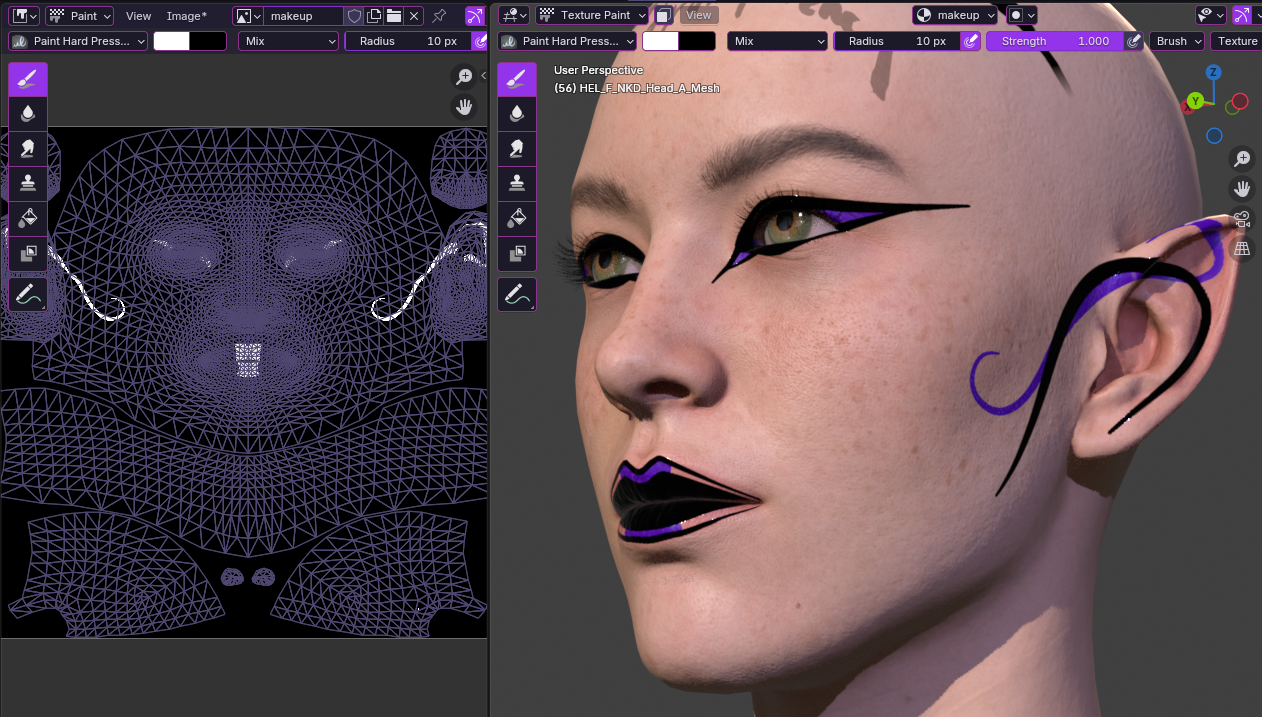 Paint
View
Image*
makeup
Texture Paint
View
makeup
Paint Hard Press...
Mix
Radius
10 px
Paint Hard Press...
Mix
Radius
10 px
Strength
1.000
Brush
Texture
User Perspective
(56) HEL_F_NKD_Head_A_Mesh
Z
Y
X